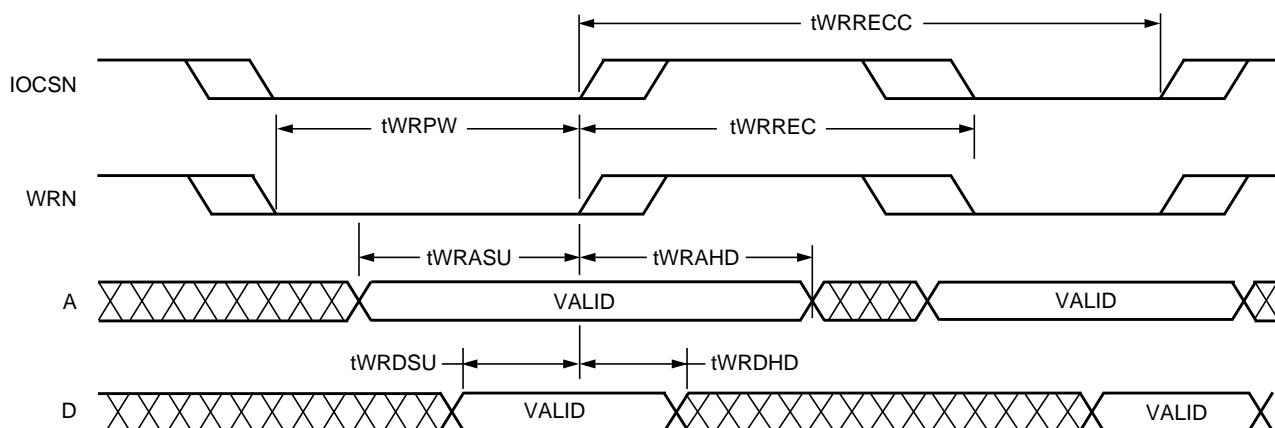 tWRRECC
IOCSN
tWRPW tWRREC
WRN
tWRASU tWRAHD
A VALID VALID
tWRDSU tWRDHD
D VALID VALID